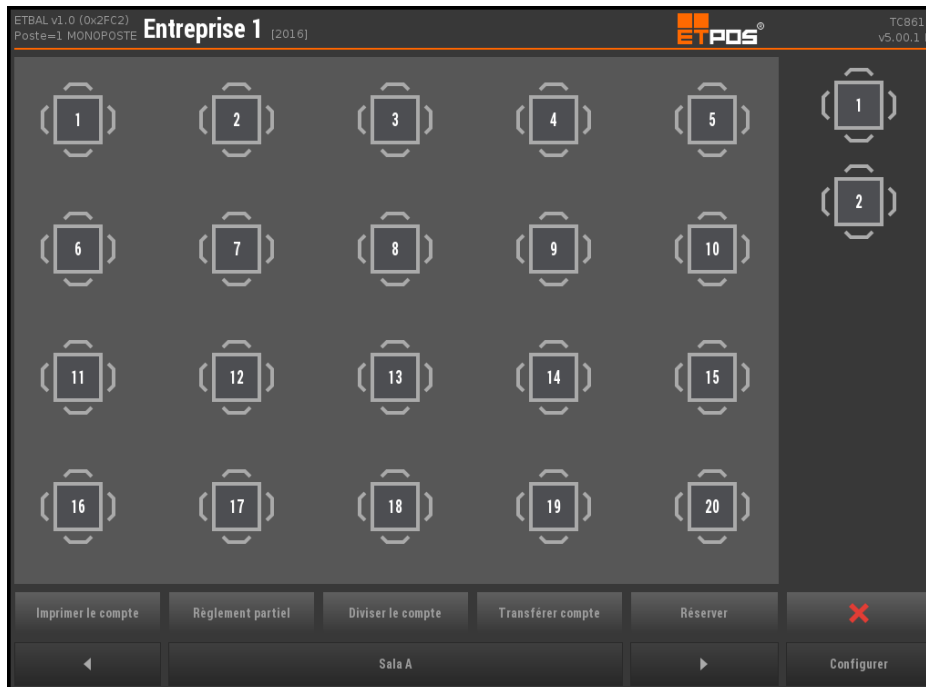 ETBAL v1.0 (0x2FC2)
Poste=1 MONOPOSTE
Entreprise 1 [2016]
ETPOS®
TC861
v5.00.1
1 2 3 4 5 1
6 7 8 9 10 2
11 12 13 14 15
16 17 18 19 20
Imprimer le compte Règlement partiel Diviser le compte Transférer compte Réserver
Sala A Configurer